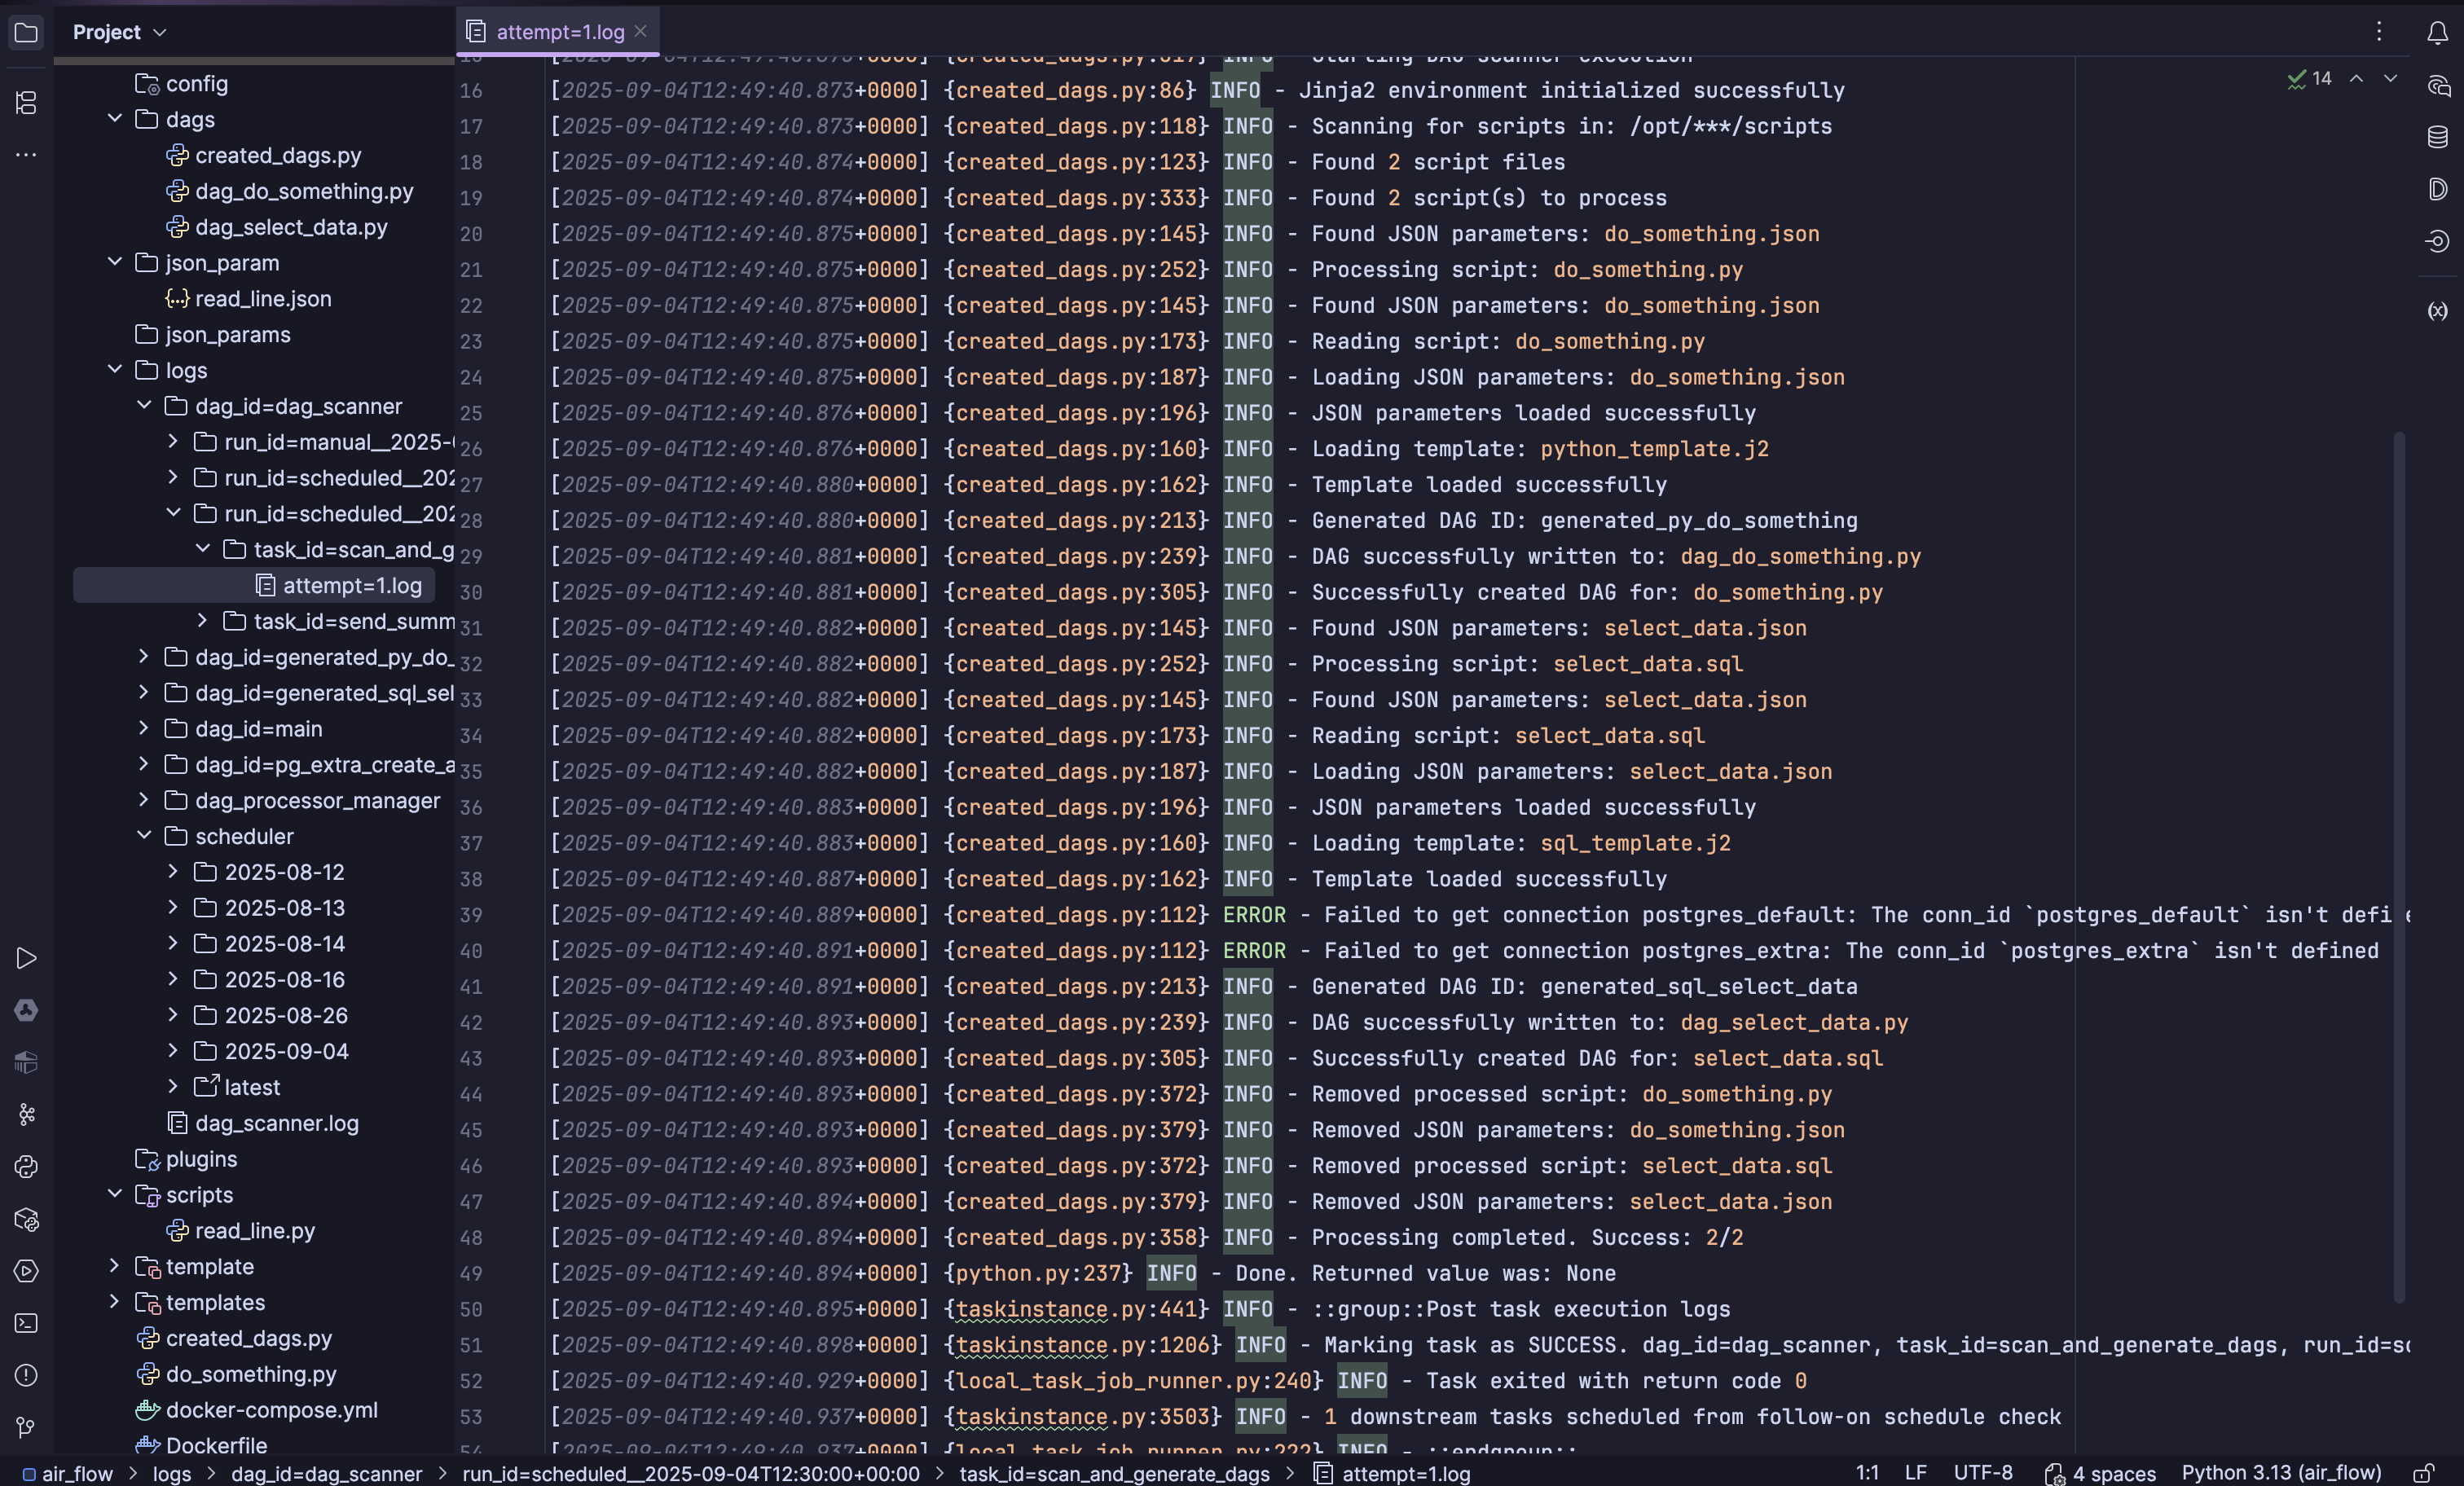 Project
attempt=1.log
config
dags
created_dags.py
dag_do_something.py
dag_select_data.py
json_param
read_line.json
json_params
logs
dag_id=dag_scanner
run_id=manual__2025-
run_id=scheduled__202
run_id=scheduled__202
task_id=scan_and_g
attempt=1.log
task_id=send_summ
dag_id=generated_py_do_
dag_id=generated_sql_sel
dag_id=main
dag_id=pg_extra_create_a
dag_processor_manager
scheduler
2025-08-12
2025-08-13
2025-08-14
2025-08-16
2025-08-26
2025-09-04
latest
dag_scanner.log
plugins
scripts
read_line.py
template
templates
created_dags.py
do_something.py
docker-compose.yml
Dockerfile
14
16 [2025-09-04T12:49:40.873+0000] {created_dags.py:86} INFO - Jinja2 environment initialized successfully
17 [2025-09-04T12:49:40.873+0000] {created_dags.py:118} INFO - Scanning for scripts in: /opt/***/scripts
18 [2025-09-04T12:49:40.874+0000] {created_dags.py:123} INFO - Found 2 script files
19 [2025-09-04T12:49:40.874+0000] {created_dags.py:333} INFO - Found 2 script(s) to process
20 [2025-09-04T12:49:40.875+0000] {created_dags.py:145} INFO - Found JSON parameters: do_something.json
21 [2025-09-04T12:49:40.875+0000] {created_dags.py:252} INFO - Processing script: do_something.py
22 [2025-09-04T12:49:40.875+0000] {created_dags.py:145} INFO - Found JSON parameters: do_something.json
23 [2025-09-04T12:49:40.875+0000] {created_dags.py:173} INFO - Reading script: do_something.py
24 [2025-09-04T12:49:40.875+0000] {created_dags.py:187} INFO - Loading JSON parameters: do_something.json
25 [2025-09-04T12:49:40.876+0000] {created_dags.py:196} INFO - JSON parameters loaded successfully
26 [2025-09-04T12:49:40.876+0000] {created_dags.py:160} INFO - Loading template: python_template.j2
27 [2025-09-04T12:49:40.880+0000] {created_dags.py:162} INFO - Template loaded successfully
28 [2025-09-04T12:49:40.880+0000] {created_dags.py:213} INFO - Generated DAG ID: generated_py_do_something
29 [2025-09-04T12:49:40.881+0000] {created_dags.py:239} INFO - DAG successfully written to: dag_do_something.py
30 [2025-09-04T12:49:40.881+0000] {created_dags.py:305} INFO - Successfully created DAG for: do_something.py
31 [2025-09-04T12:49:40.882+0000] {created_dags.py:145} INFO - Found JSON parameters: select_data.json
32 [2025-09-04T12:49:40.882+0000] {created_dags.py:252} INFO - Processing script: select_data.sql
33 [2025-09-04T12:49:40.882+0000] {created_dags.py:145} INFO - Found JSON parameters: select_data.json
34 [2025-09-04T12:49:40.882+0000] {created_dags.py:173} INFO - Reading script: select_data.sql
35 [2025-09-04T12:49:40.882+0000] {created_dags.py:187} INFO - Loading JSON parameters: select_data.json
36 [2025-09-04T12:49:40.883+0000] {created_dags.py:196} INFO - JSON parameters loaded successfully
37 [2025-09-04T12:49:40.883+0000] {created_dags.py:160} INFO - Loading template: sql_template.j2
38 [2025-09-04T12:49:40.887+0000] {created_dags.py:162} INFO - Template loaded successfully
39 [2025-09-04T12:49:40.889+0000] {created_dags.py:112} ERROR - Failed to get connection postgres_default: The conn_id `postgres_default` isn't define
40 [2025-09-04T12:49:40.891+0000] {created_dags.py:112} ERROR - Failed to get connection postgres_extra: The conn_id `postgres_extra` isn't defined
41 [2025-09-04T12:49:40.891+0000] {created_dags.py:213} INFO - Generated DAG ID: generated_sql_select_data
42 [2025-09-04T12:49:40.893+0000] {created_dags.py:239} INFO - DAG successfully written to: dag_select_data.py
43 [2025-09-04T12:49:40.893+0000] {created_dags.py:305} INFO - Successfully created DAG for: select_data.sql
44 [2025-09-04T12:49:40.893+0000] {created_dags.py:372} INFO - Removed processed script: do_something.py
45 [2025-09-04T12:49:40.893+0000] {created_dags.py:379} INFO - Removed JSON parameters: do_something.json
46 [2025-09-04T12:49:40.893+0000] {created_dags.py:372} INFO - Removed processed script: select_data.sql
47 [2025-09-04T12:49:40.894+0000] {created_dags.py:379} INFO - Removed JSON parameters: select_data.json
48 [2025-09-04T12:49:40.894+0000] {created_dags.py:358} INFO - Processing completed. Success: 2/2
49 [2025-09-04T12:49:40.894+0000] {python.py:237} INFO - Done. Returned value was: None
50 [2025-09-04T12:49:40.895+0000] {taskinstance.py:441} INFO - ::group::Post task execution logs
51 [2025-09-04T12:49:40.898+0000] {taskinstance.py:1206} INFO - Marking task as SUCCESS. dag_id=dag_scanner, task_id=scan_and_generate_dags, run_id=sc
52 [2025-09-04T12:49:40.929+0000] {local_task_job_runner.py:240} INFO - Task exited with return code 0
53 [2025-09-04T12:49:40.937+0000] {taskinstance.py:3503} INFO - 1 downstream tasks scheduled from follow-on schedule check
54 [2025-09-04T12:49:40.937+0000] {local_task_job_runner.py:222} INFO - ::endgroup::
air_flow > logs > dag_id=dag_scanner > run_id=scheduled__2025-09-04T12:30:00+00:00 > task_id=scan_and_generate_dags > attempt=1.log
1:1 LF UTF-8 4 spaces Python 3.13 (air_flow)